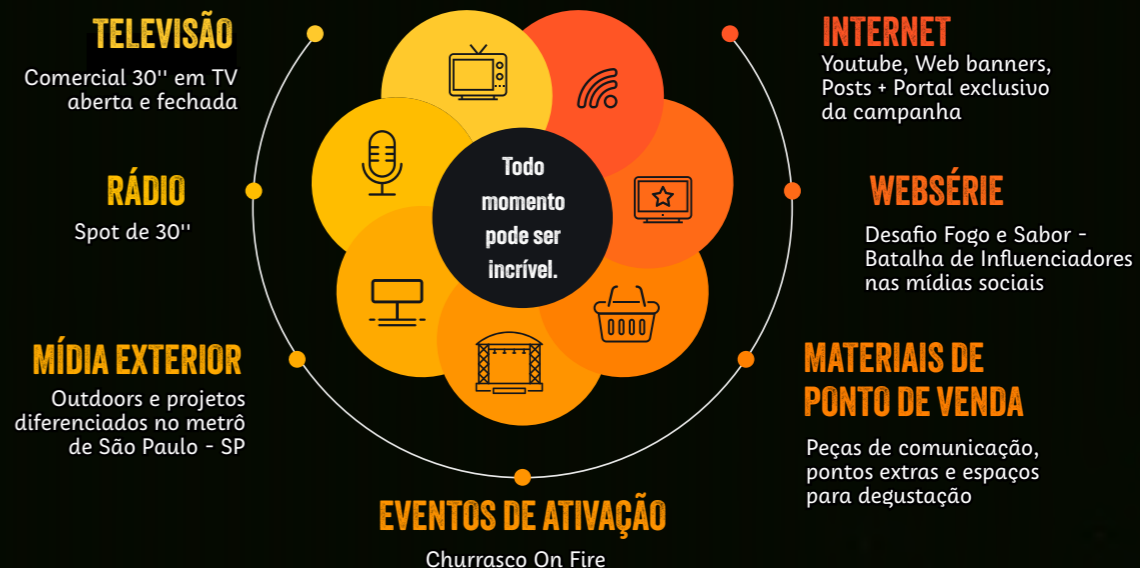 TELEVISÃO
Comercial 30'' em TV
aberta e fechada
RÁDIO
Spot de 30''
MÍDIA EXTERIOR
Outdoors e projetos
diferenciados no metrô
de São Paulo - SP
Todo
momento
pode ser
incrível.
EVENTOS DE ATIVAÇÃO
Churrasco On Fire
INTERNET
Youtube, Web banners,
Posts + Portal exclusivo
da campanha
WEBSÉRIE
Desafio Fogo e Sabor -
Batalha de Influenciadores
nas mídias sociais
MATERIAIS DE
PONTO DE VENDA
Peças de comunicação,
pontos extras e espaços
para degustação